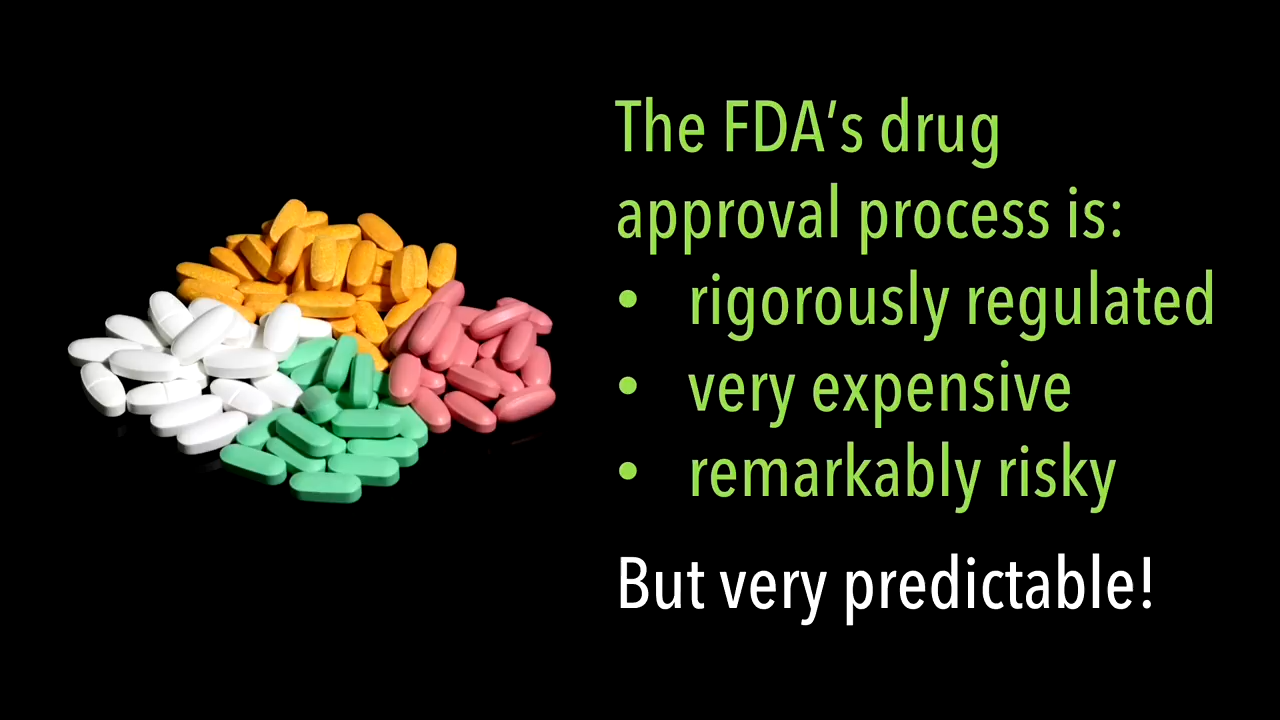 The FDA’s drug
approval process is:
• rigorously regulated
• very expensive
• remarkably risky
But very predictable!